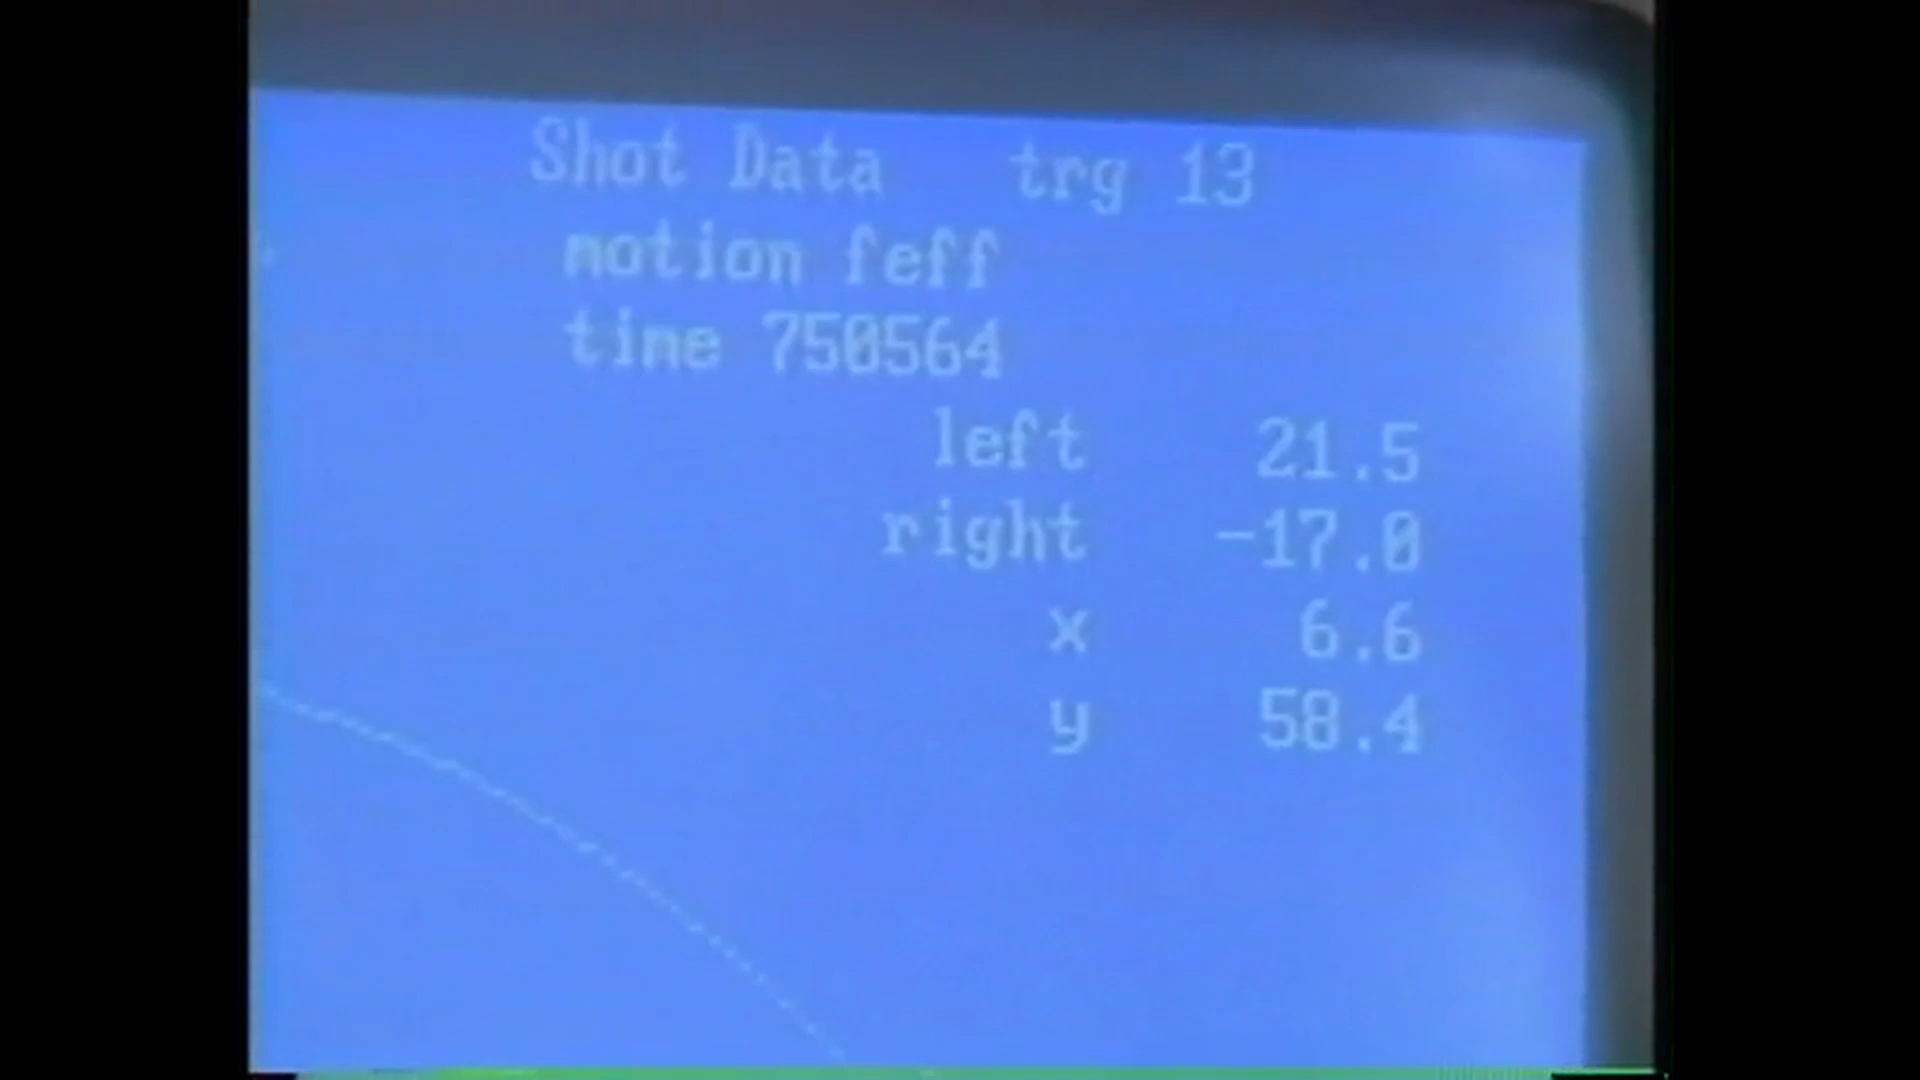 Shot Data trg 13
motion feff
time 750564
left 21.5
right -17.0
x 6.6
y 58.4